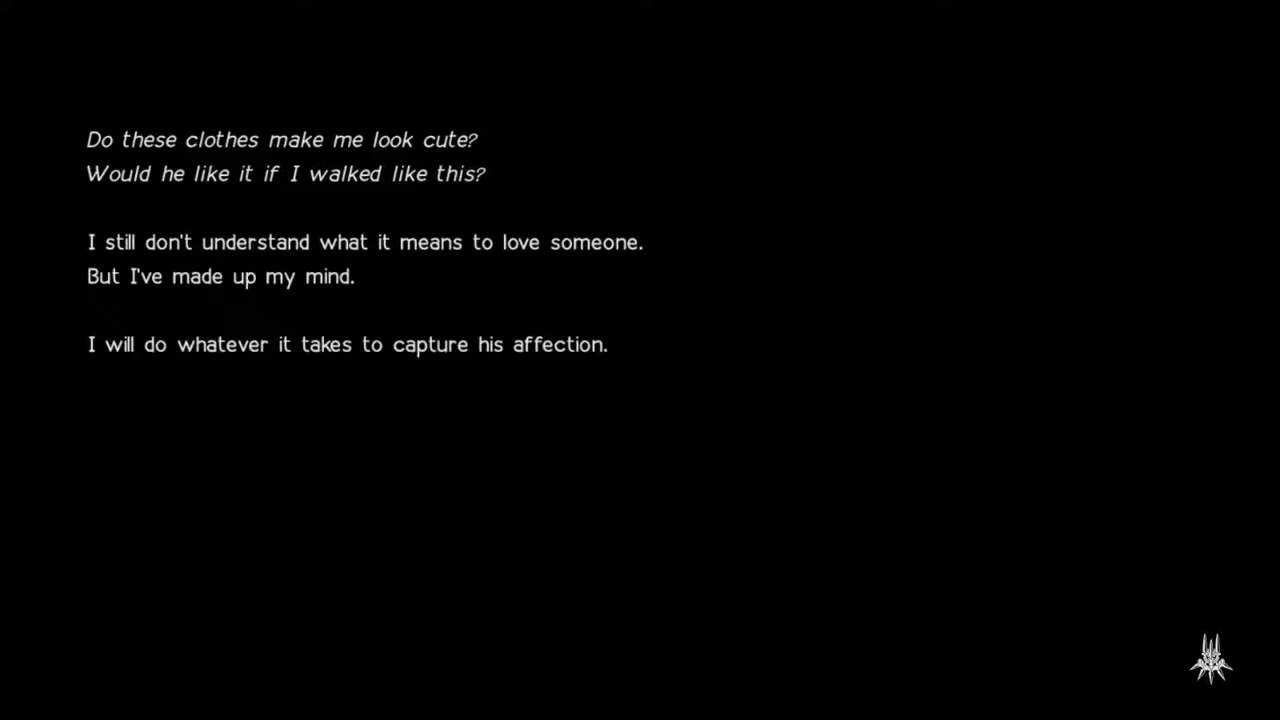 Do these clothes make me look cute?
Would he like it if I walked like this?
I still don't understand what it means to love someone.
But I've made up my mind.
I will do whatever it takes to capture his affection.